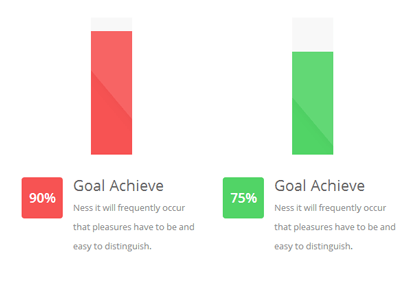 90%
Goal Achieve
Ness it will frequently occur
that pleasures have to be and
easy to distinguish.
75%
Goal Achieve
Ness it will frequently occur
that pleasures have to be and
easy to distinguish.